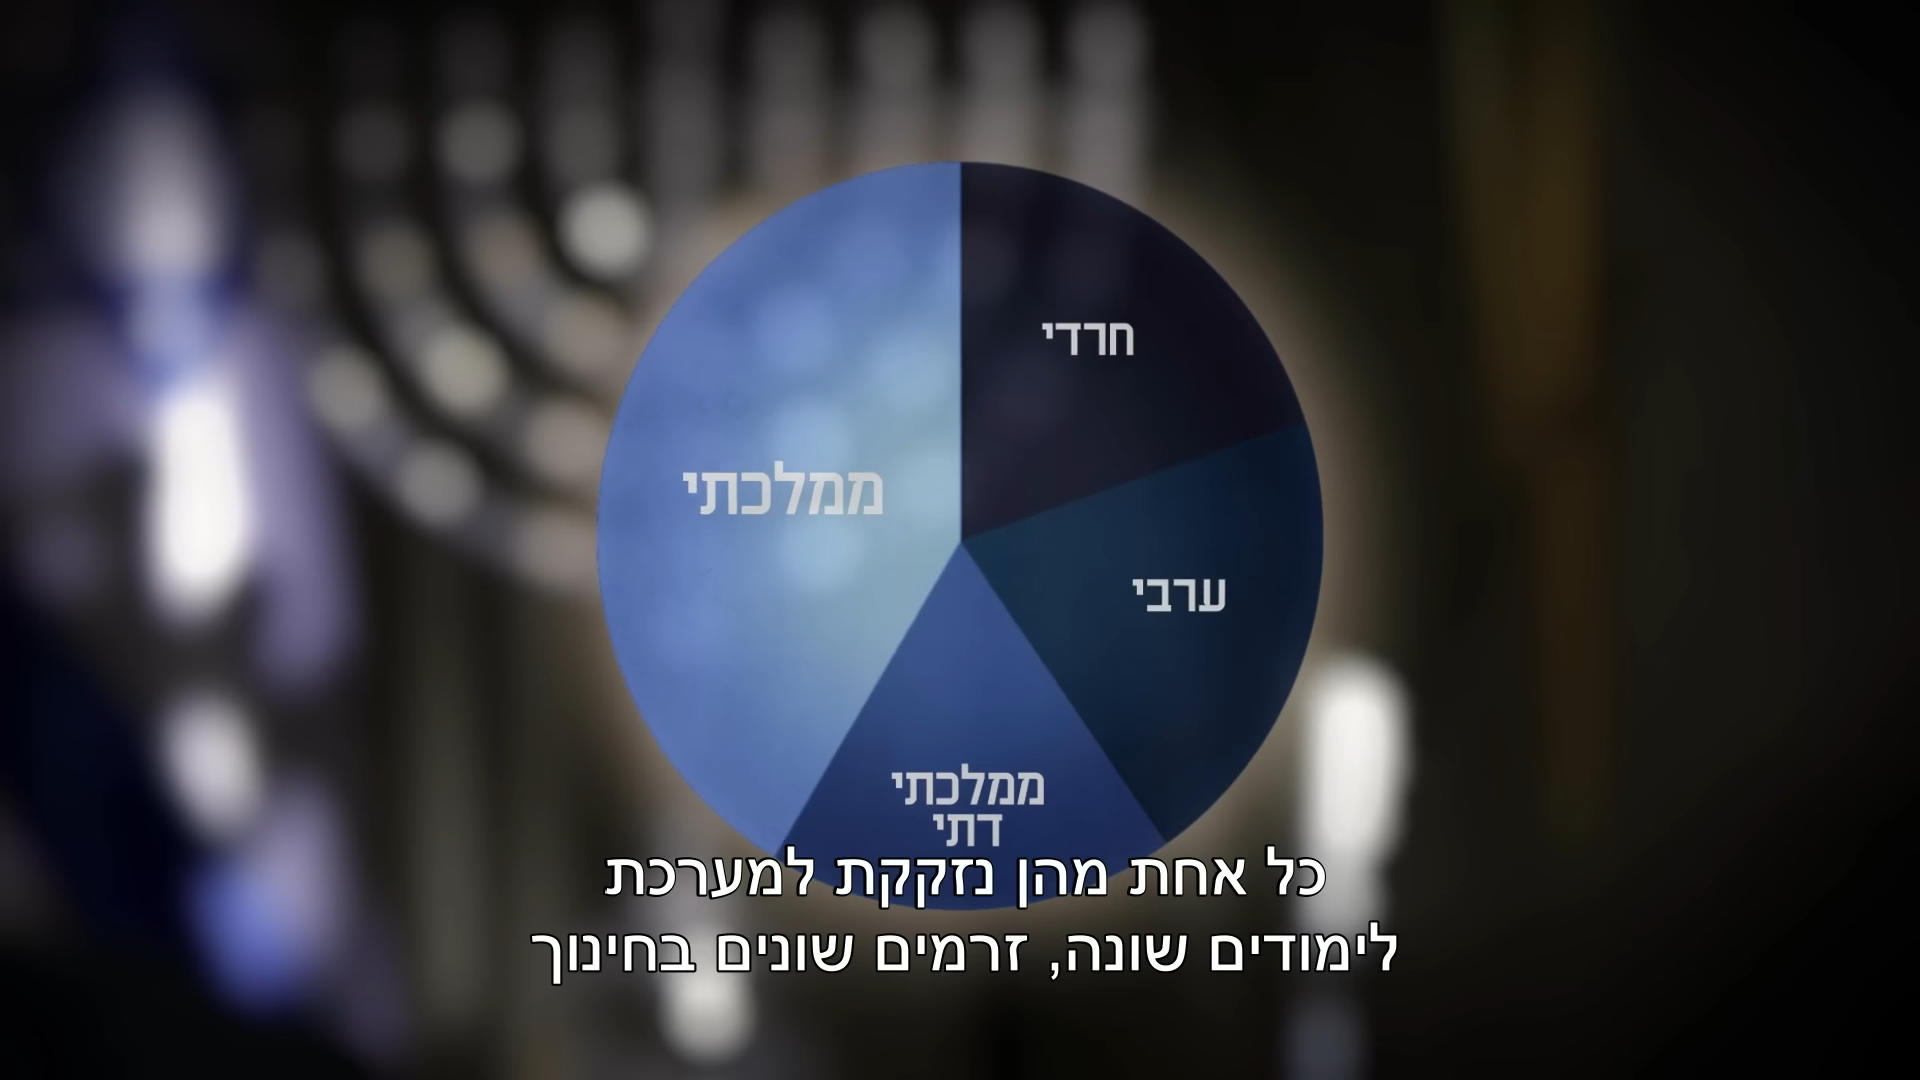 חרדי
ממלכתי
ערבי
ממלכתי
דתי
כל אחת מהן נזקקת למערכת
לימודים שונה, זרמים שונים בחינוך